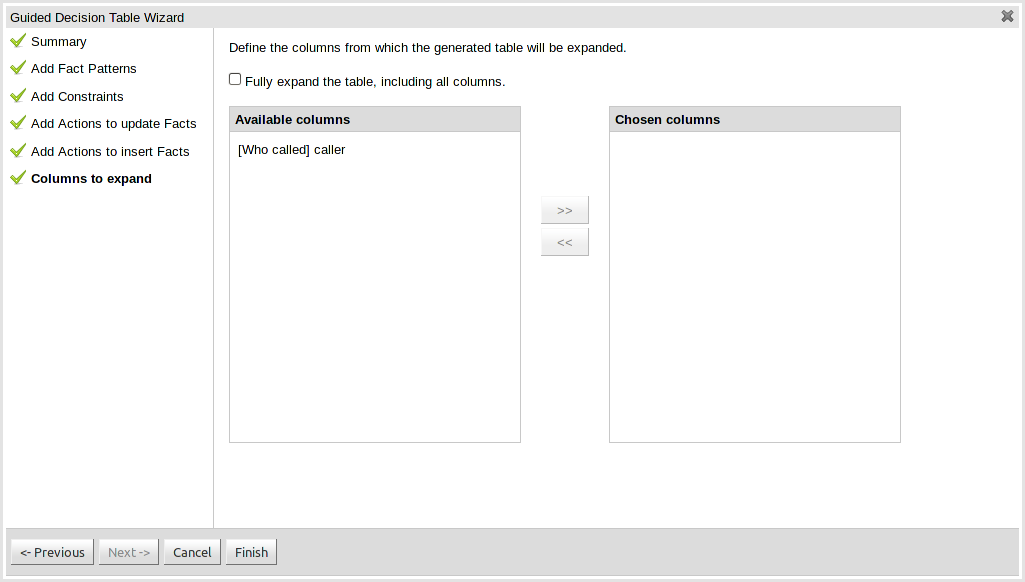 Guided Decision Table Wizard
Summary
Add Fact Patterns
Add Constraints
Add Actions to update Facts
Add Actions to insert Facts
Columns to expand
Define the columns from which the generated table will be expanded.
Fully expand the table, including all columns.
Available columns
[Who called] caller
>>
<<
Chosen columns
<- Previous
Next ->
Cancel
Finish